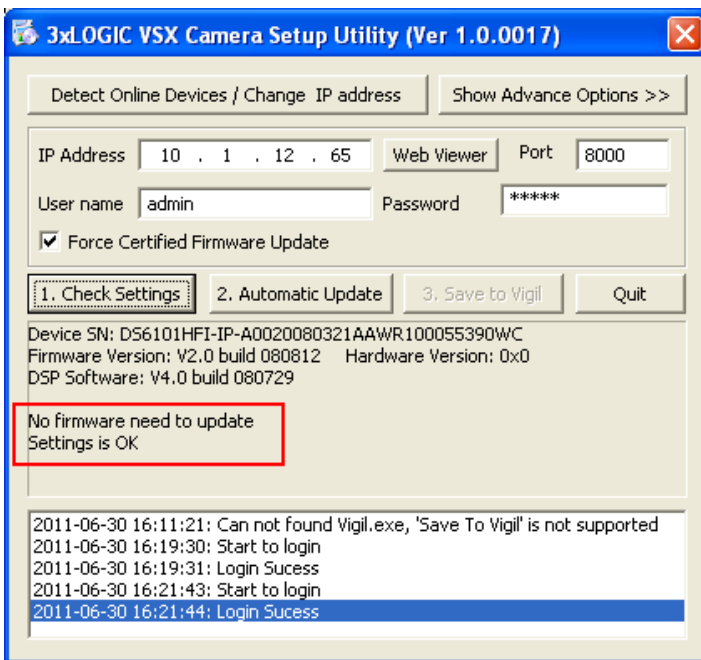 3xLOGIC VSX Camera Setup Utility (Ver 1.0.0017)
Detect Online Devices / Change IP address Show Advance Options >>
IP Address 10 . 1 . 12 . 65 Web Viewer Port 8000
User name admin Password *****
Force Certified Firmware Update
1. Check Settings 2. Automatic Update 3. Save to Vigil Quit
Device SN: DS6101HFI-IP-A0020080321AAWR100055390WC
Firmware Version: V2.0 build 080812 Hardware Version: 0x0
DSP Software: V4.0 build 080729
No firmware need to update
Settings is OK
2011-06-30 16:11:21: Can not found Vigil.exe, 'Save To Vigil' is not supported
2011-06-30 16:19:30: Start to login
2011-06-30 16:19:31: Login Sucess
2011-06-30 16:21:43: Start to login
2011-06-30 16:21:44: Login Sucess